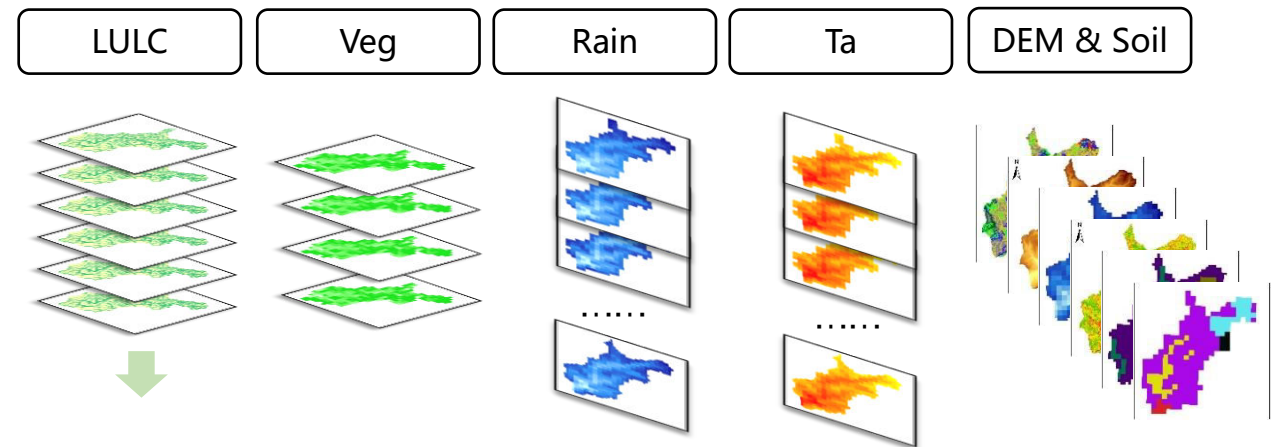 LULC
Veg
Rain
Ta
DEM & Soil
……
……
N
N